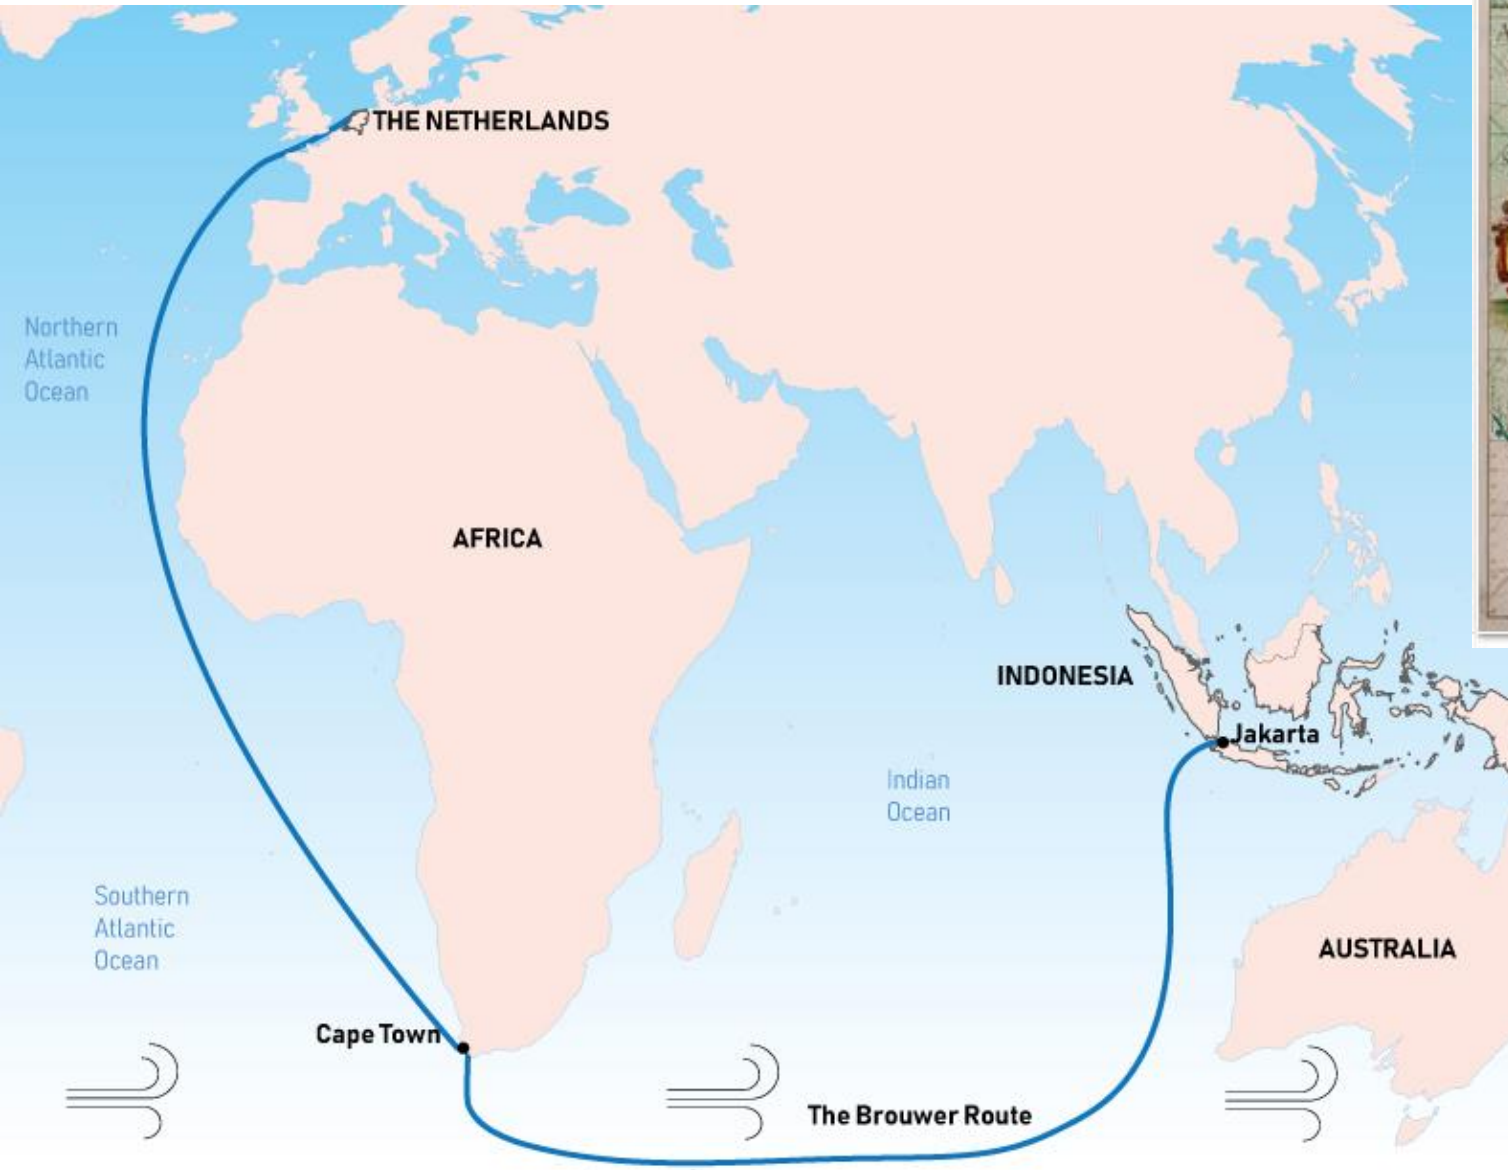 THE NETHERLANDS
Northern
Atlantic
Ocean
AFRICA
INDONESIA
Jakarta
Indian
Ocean
Southern
Atlantic
Ocean
AUSTRALIA
Cape Town
The Brouwer Route